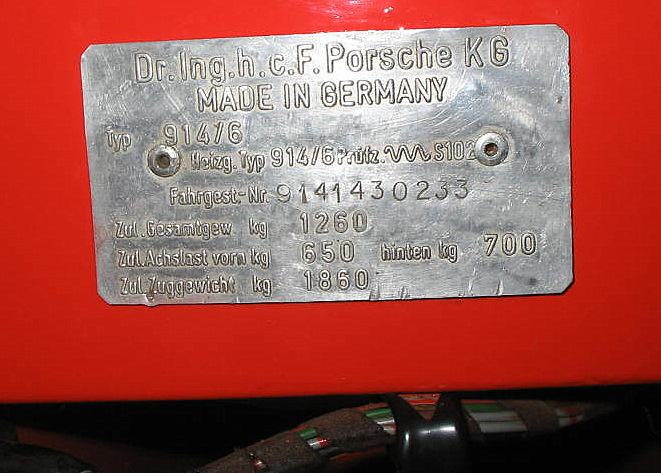 Dr. Ing. h. c. F. Porsche KG
MADE IN GERMANY
Typ 914/6
Heizg. Typ 914/6 Prüfz. S102
Fahrgest-Nr. 9141430233
Zul. Gesamtgew kg 1260
Zul. Achslast vorn kg 650 hinten kg 700
Zul. Zuggewicht kg 1860